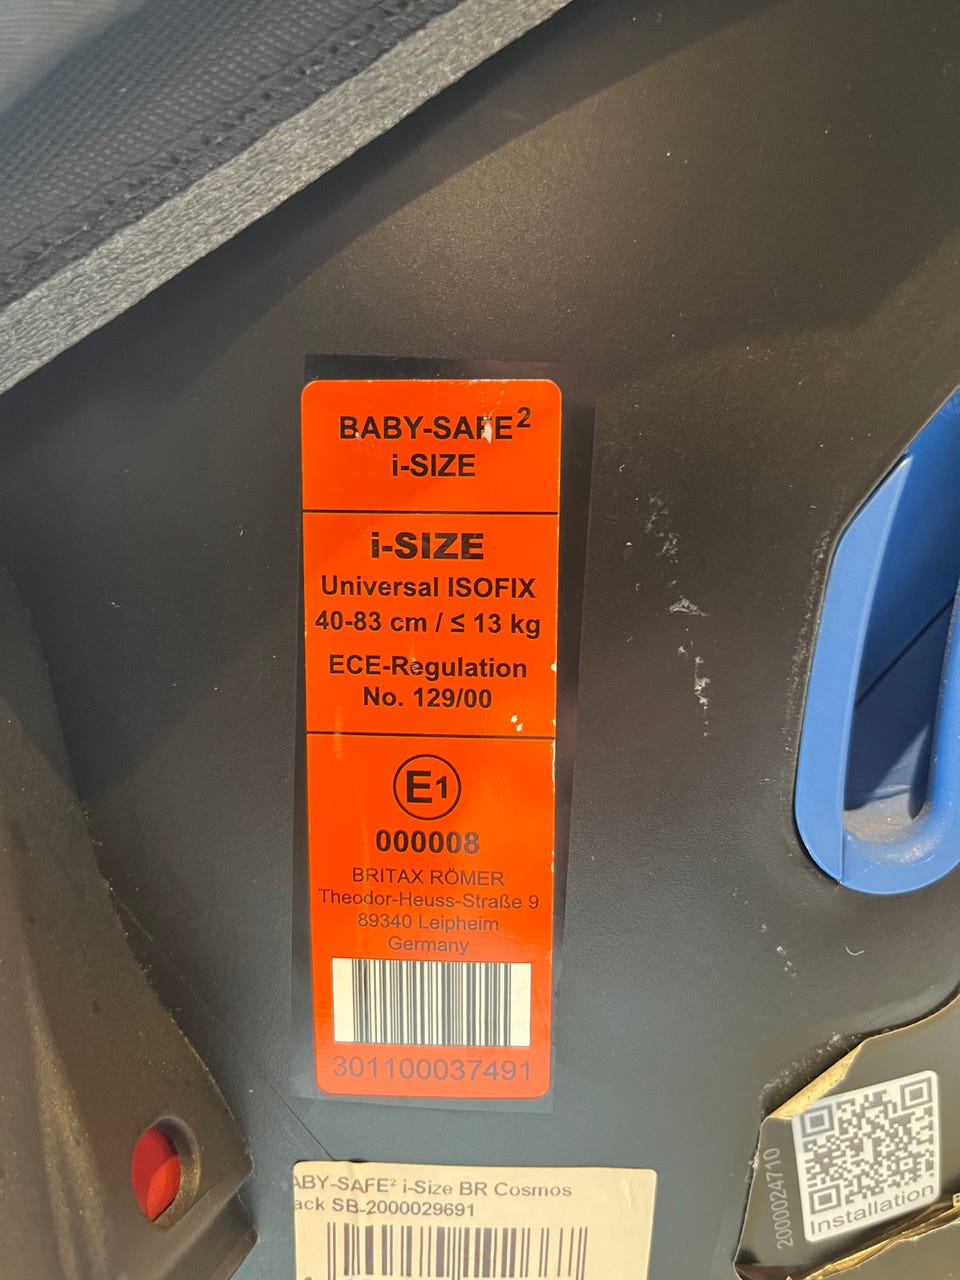 BABY-SAFE²
i-SIZE
i-SIZE
Universal ISOFIX
40-83 cm / ≤ 13 kg
ECE-Regulation
No. 129/00
E1
000008
BRITAX RÖMER
Theodor-Heuss-Straße 9
89340 Leipheim
Germany
301100037491
ABY-SAFE² i-Size BR Cosmos
ack SB-2000029691
2000024710
Installation